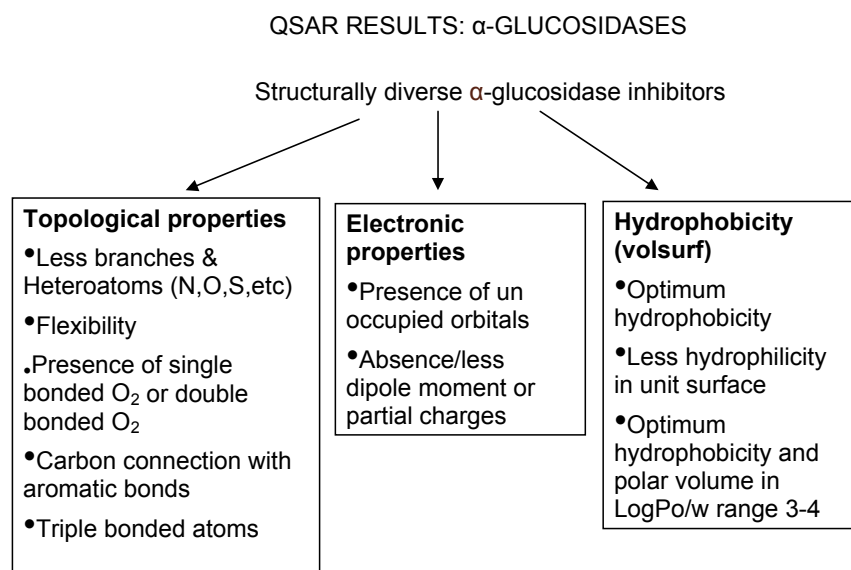 QSAR RESULTS: α-GLUCOSIDASES
Structurally diverse α-glucosidase inhibitors
Topological properties
•Less branches &
Heteroatoms (N,O,S,etc)
•Flexibility
.Presence of single
bonded O₂ or double
bonded O₂
•Carbon connection with
aromatic bonds
•Triple bonded atoms
Electronic
properties
•Presence of un
occupied orbitals
•Absence/less
dipole moment or
partial charges
Hydrophobicity
(volsurf)
•Optimum
hydrophobicity
•Less hydrophilicity
in unit surface
•Optimum
hydrophobicity and
polar volume in
LogPo/w range 3-4